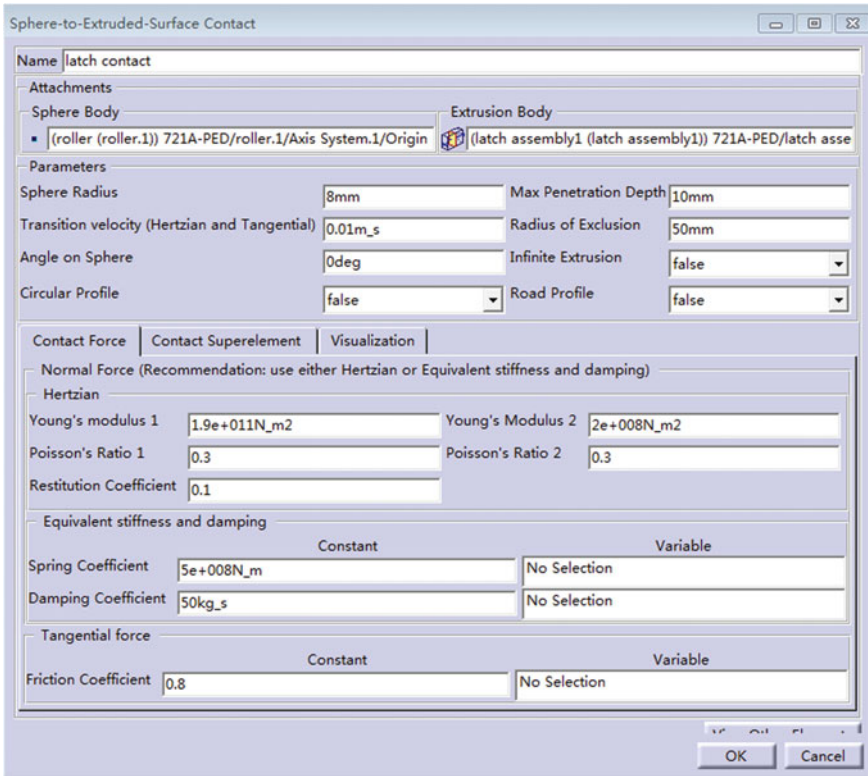 Sphere-to-Extruded-Surface Contact
Name latch contact
Attachments
Sphere Body Extrusion Body
(roller (roller.1)) 721A-PED/roller.1/Axis System.1/Origin (latch assembly1 (latch assembly1)) 721A-PED/latch asse
Parameters
Sphere Radius 8mm Max Penetration Depth 10mm
Transition velocity (Hertzian and Tangential) 0.01m_s Radius of Exclusion 50mm
Angle on Sphere 0deg Infinite Extrusion false
Circular Profile false Road Profile false
Contact Force Contact Superelement Visualization
Normal Force (Recommendation: use either Hertzian or Equivalent stiffness and damping)
Hertzian
Young's modulus 1 1.9e+011N_m2 Young's Modulus 2 2e+008N_m2
Poisson's Ratio 1 0.3 Poisson's Ratio 2 0.3
Restitution Coefficient 0.1
Equivalent stiffness and damping
Constant Variable
Spring Coefficient 5e+008N_m No Selection
Damping Coefficient 50kg_s No Selection
Tangential force
Constant Variable
Friction Coefficient 0.8 No Selection
OK Cancel